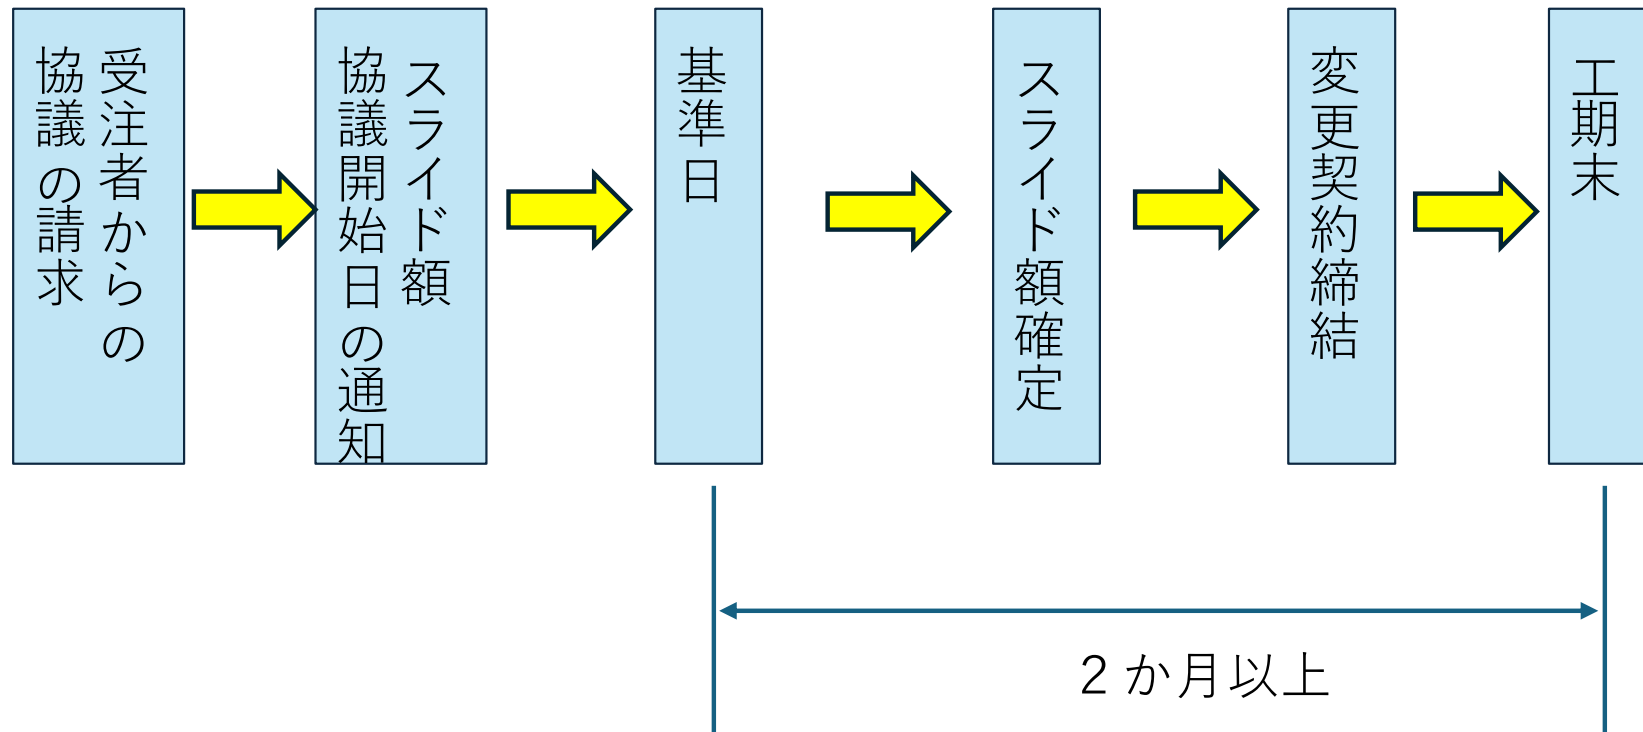 受注者からの
協議の請求
スライド額
協議開始日の通知
基準日
スライド額確定
変更契約締結
工期末
２か月以上